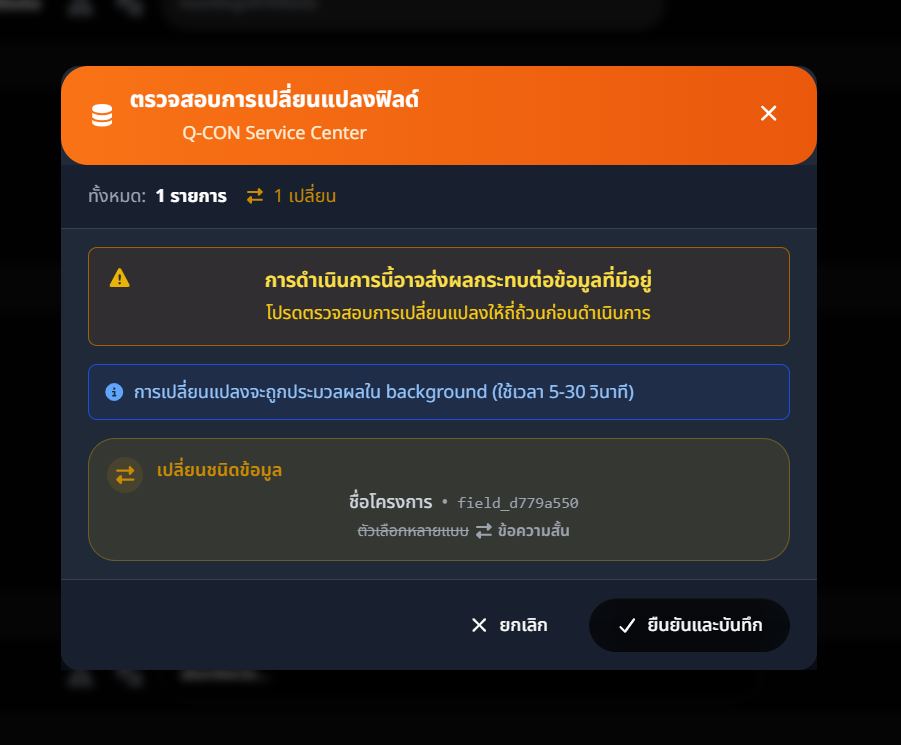 ตรวจสอบการเปลี่ยนแปลงฟิลด์
Q-CON Service Center
ทั้งหมด: 1 รายการ 1 เปลี่ยน
การดำเนินการนี้อาจส่งผลกระทบต่อข้อมูลที่มีอยู่
โปรดตรวจสอบการเปลี่ยนแปลงให้ถี่ถ้วนก่อนดำเนินการ
การเปลี่ยนแปลงจะถูกประมวลผลใน background (ใช้เวลา 5-30 วินาที)
เปลี่ยนชนิดข้อมูล
ชื่อโครงการ • field_d779a550
ตัวเลือกหลายแบบ ข้อความสั้น
ยกเลิก ยืนยันและบันทึก